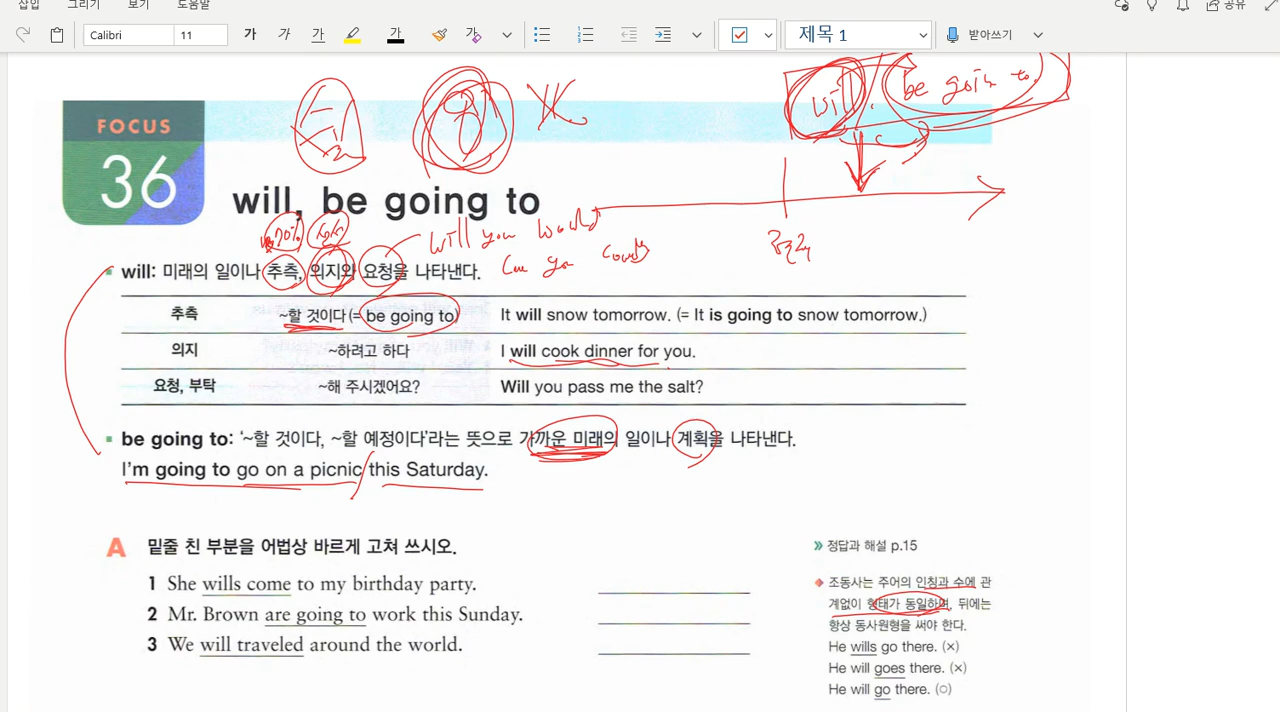 삽입 그리기 보기 도움말
공유
Calibri 11 가 가 가 가 제목 1 받아쓰기
will, be going to
FOCUS
36
will, be going to
현재
70%
will you would
can you could
will: 미래의 일이나 추측, 의지와 요청을 나타낸다.
추측 ~할 것이다 (= be going to) It will snow tomorrow. (= It is going to snow tomorrow.)
의지 ~하려고 하다 I will cook dinner for you.
요청, 부탁 ~해 주시겠어요? Will you pass me the salt?
be going to: '~할 것이다, ~할 예정이다'라는 뜻으로 가까운 미래의 일이나 계획을 나타낸다.
I'm going to go on a picnic this Saturday.
A 밑줄 친 부분을 어법상 바르게 고쳐 쓰시오.
1 She wills come to my birthday party.
2 Mr. Brown are going to work this Sunday.
3 We will traveled around the world.
정답과 해설 p.15
조동사는 주어의 인칭과 수에 관
계없이 형태가 동일하며, 뒤에는
항상 동사원형을 써야 한다.
He wills go there. (×)
He will goes there. (×)
He will go there. (○)